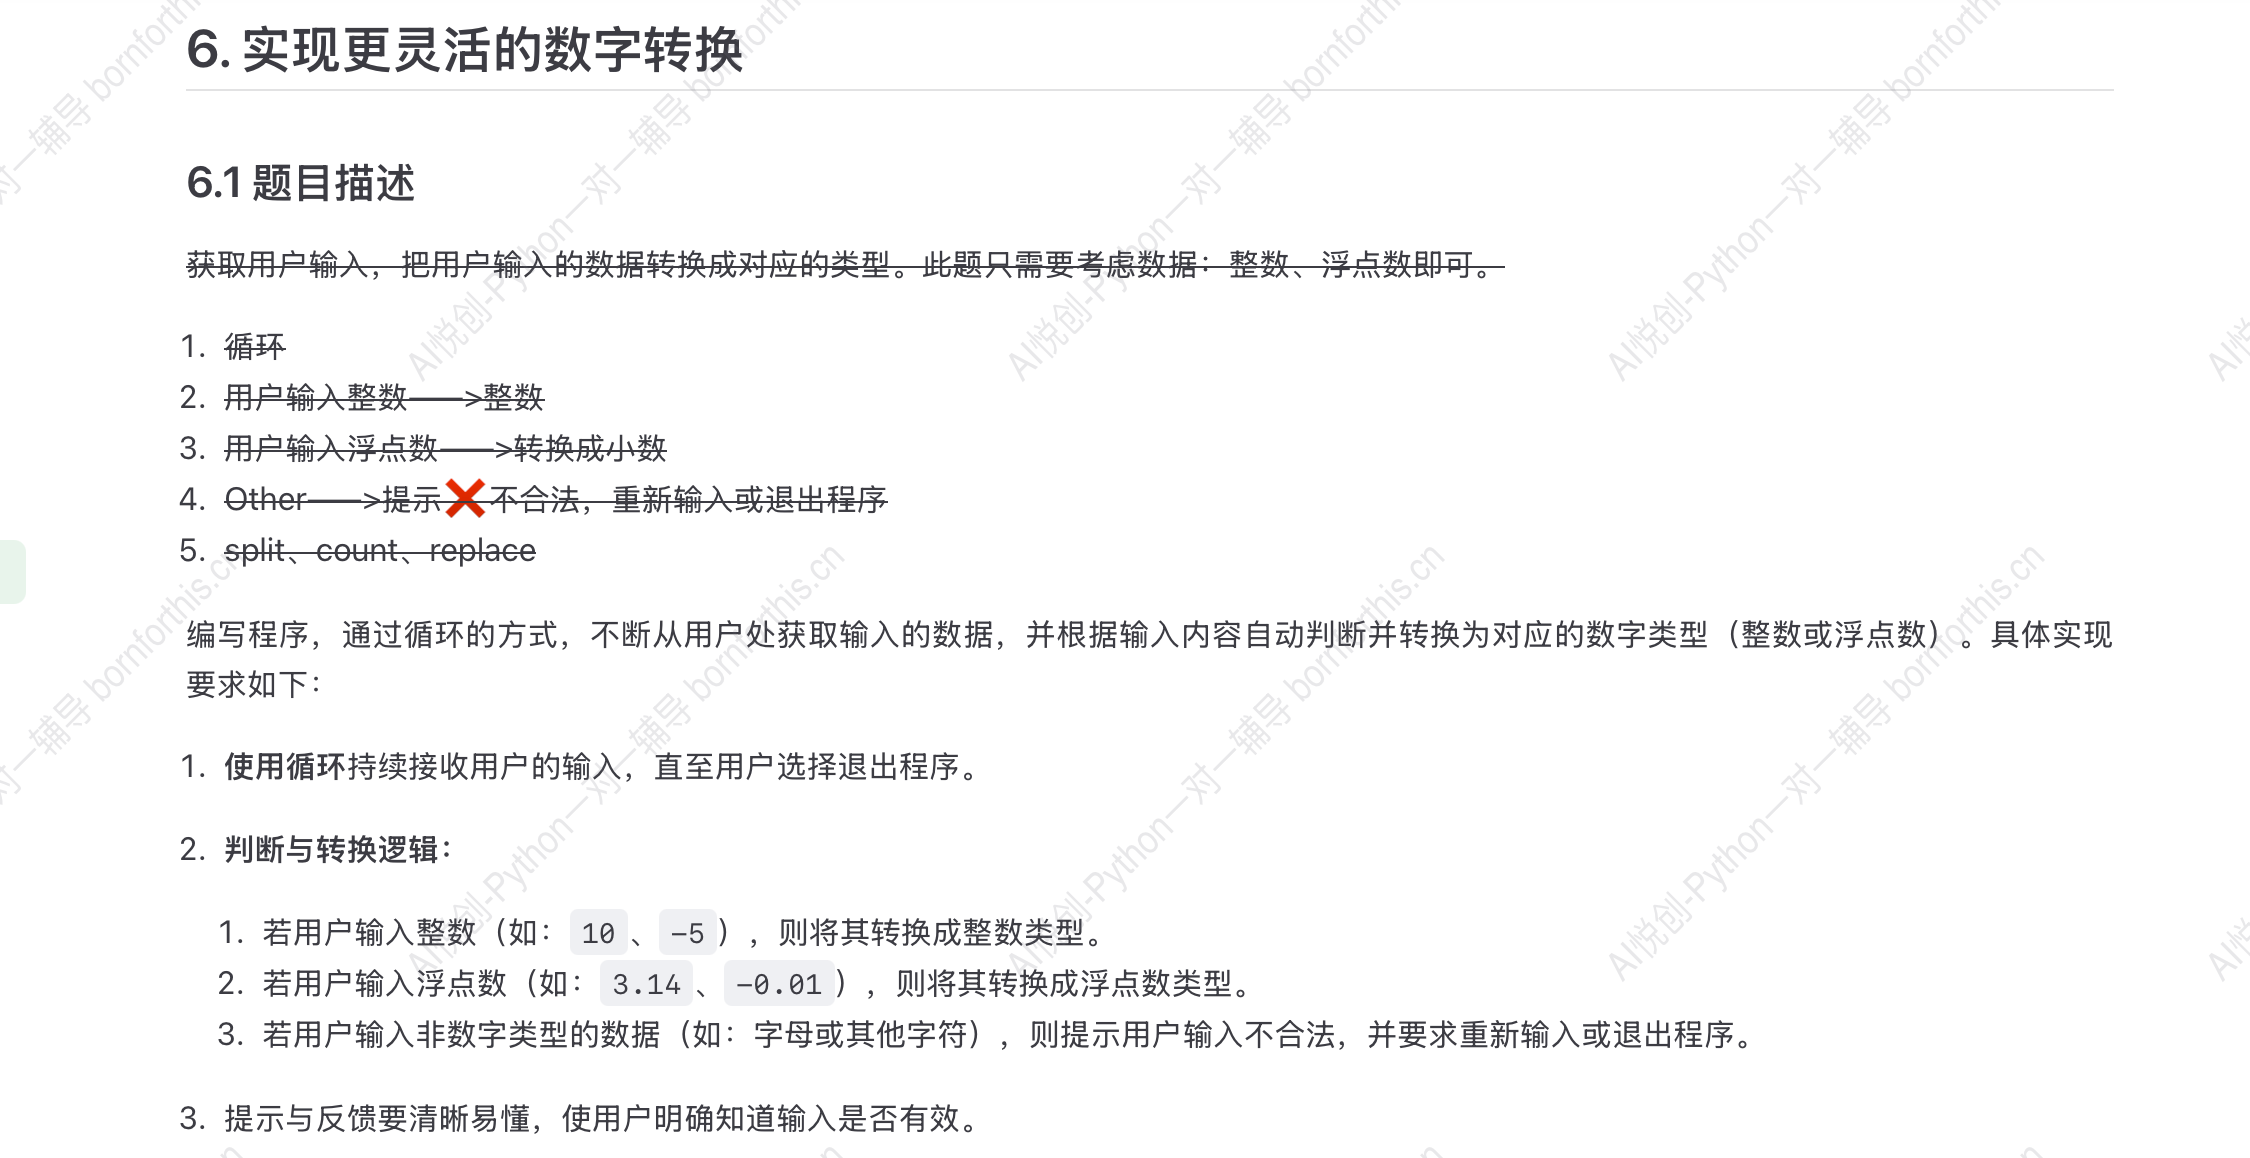 6. 实现更灵活的数字转换
6.1 题目描述
获取用户输入，把用户输入的数据转换成对应的类型。此题只需要考虑数据：整数、浮点数即可。
1. 循环
2. 用户输入整数——>整数
3. 用户输入浮点数——>转换成小数
4. Other——>提示❌不合法，重新输入或退出程序
5. split、count、replace
编写程序，通过循环的方式，不断从用户处获取输入的数据，并根据输入内容自动判断并转换为对应的数字类型（整数或浮点数）。具体实现
要求如下：
1. 使用循环持续接收用户的输入，直至用户选择退出程序。
2. 判断与转换逻辑：
1. 若用户输入整数（如：10、-5），则将其转换成整数类型。
2. 若用户输入浮点数（如：3.14、-0.01），则将其转换成浮点数类型。
3. 若用户输入非数字类型的数据（如：字母或其他字符），则提示用户输入不合法，并要求重新输入或退出程序。
3. 提示与反馈要清晰易懂，使用户明确知道输入是否有效。
AI悦创-Python一对一辅导 bornforthis.cn